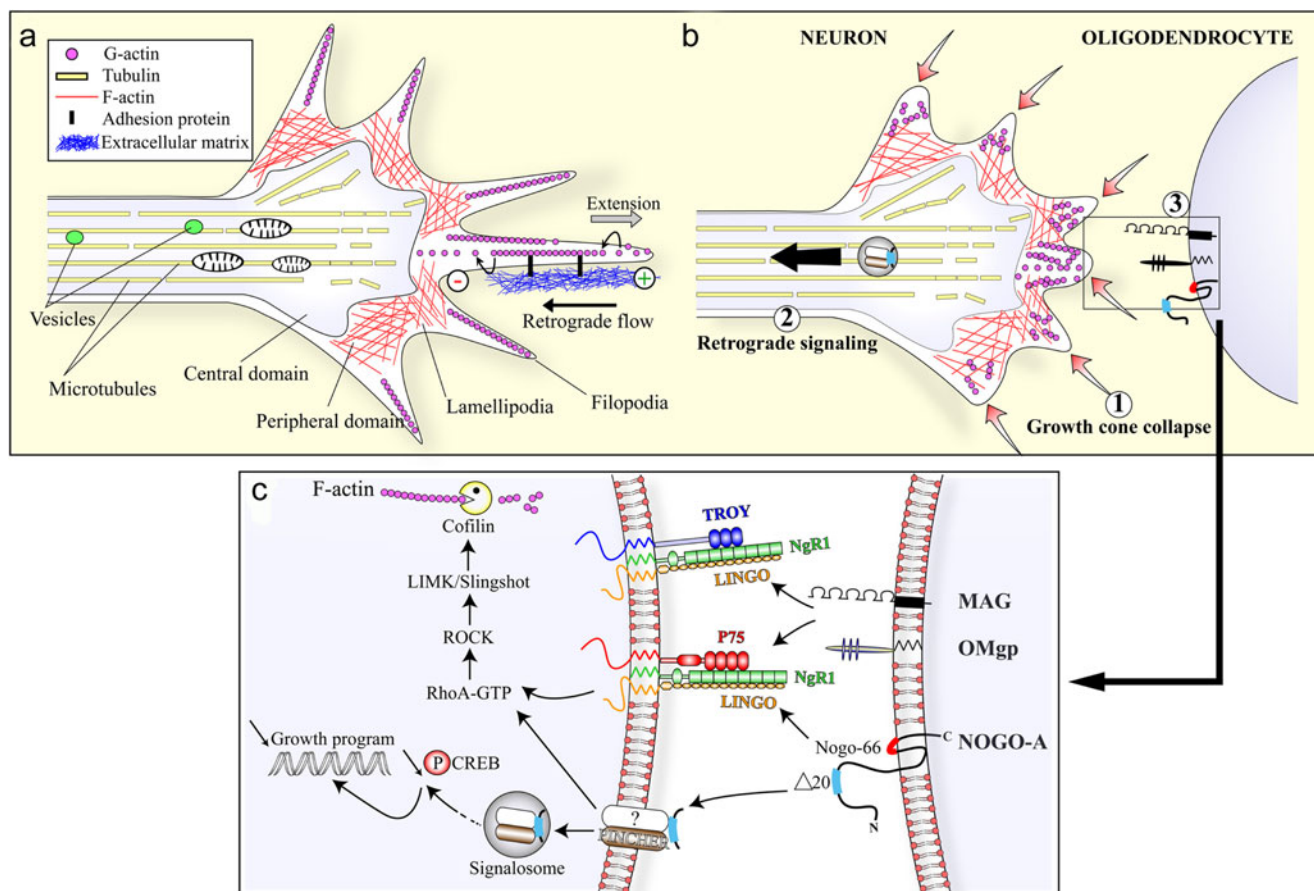 a
G-actin
Tubulin
F-actin
Adhesion protein
Extracellular matrix
Extension
-
+
Retrograde flow
Vesicles
Microtubules
Central domain
Peripheral domain
Lamellipodia
Filopodia
b
NEURON
OLIGODENDROCYTE
3
2
Retrograde signaling
1
Growth cone collapse
c
F-actin
Cofilin
LIMK/Slingshot
ROCK
RhoA-GTP
Growth program
P CREB
Signalosome
?
PINCHER
TROY
NgR1
LINGO
P75
NgR1
LINGO
MAG
OMgp
Nogo-66
C
NOGO-A
△20
N